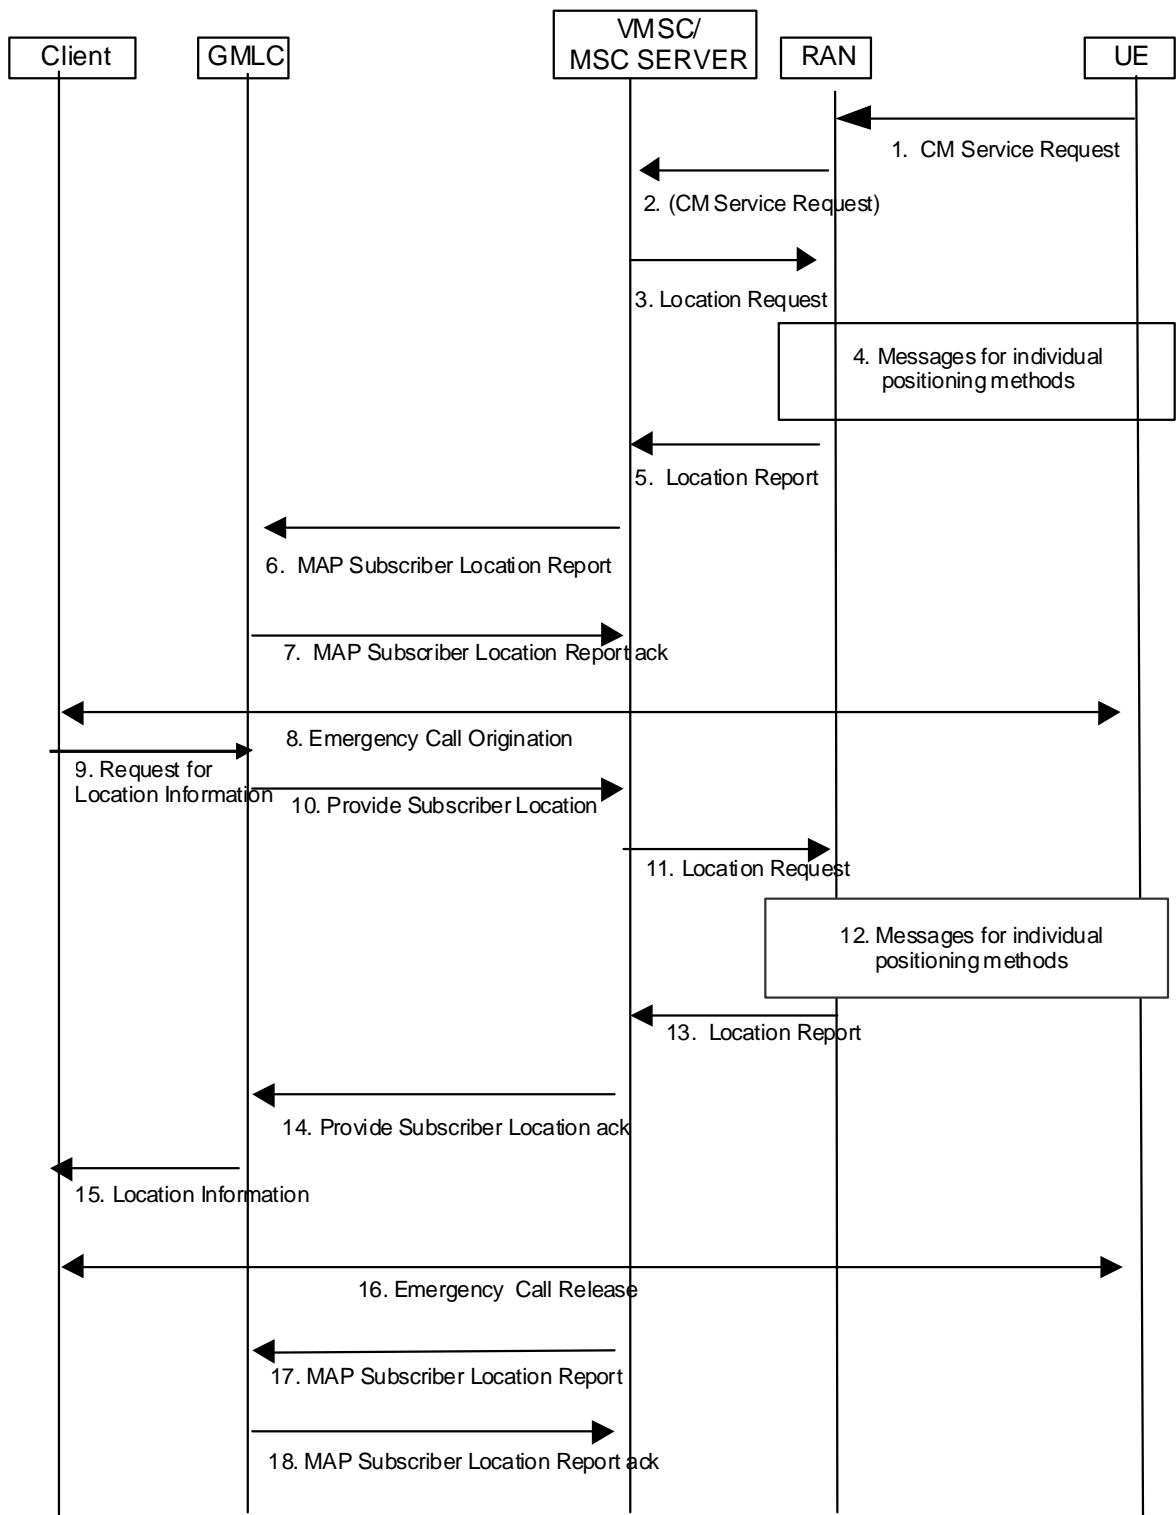 Client
GMLC
VMSC/
MSC SERVER
RAN
UE
1. CM Service Request
2. (CM Service Request)
3. Location Request
4. Messages for individual
positioning methods
5. Location Report
6. MAP Subscriber Location Report
7. MAP Subscriber Location Report ack
8. Emergency Call Origination
9. Request for
Location Information
10. Provide Subscriber Location
11. Location Request
12. Messages for individual
positioning methods
13. Location Report
14. Provide Subscriber Location ack
15. Location Information
16. Emergency Call Release
17. MAP Subscriber Location Report
18. MAP Subscriber Location Report ack